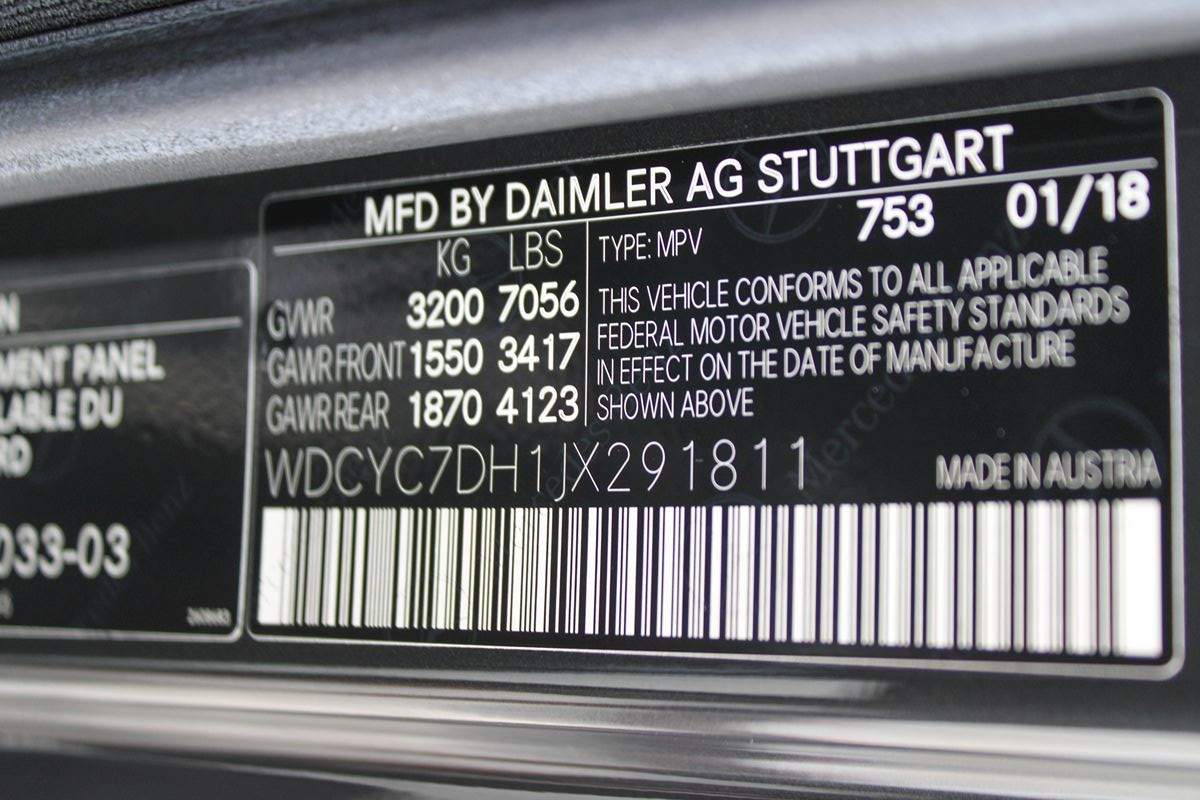 MFD BY DAIMLER AG STUTTGART
753 01/18
KG LBS
GVWR 3200 7056
GAWR FRONT 1550 3417
GAWR REAR 1870 4123
TYPE: MPV
THIS VEHICLE CONFORMS TO ALL APPLICABLE
FEDERAL MOTOR VEHICLE SAFETY STANDARDS
IN EFFECT ON THE DATE OF MANUFACTURE
SHOWN ABOVE
WDCYC7DH1JX291811
MADE IN AUSTRIA
N
MENT PANEL
LABLE DU
RD
033-03